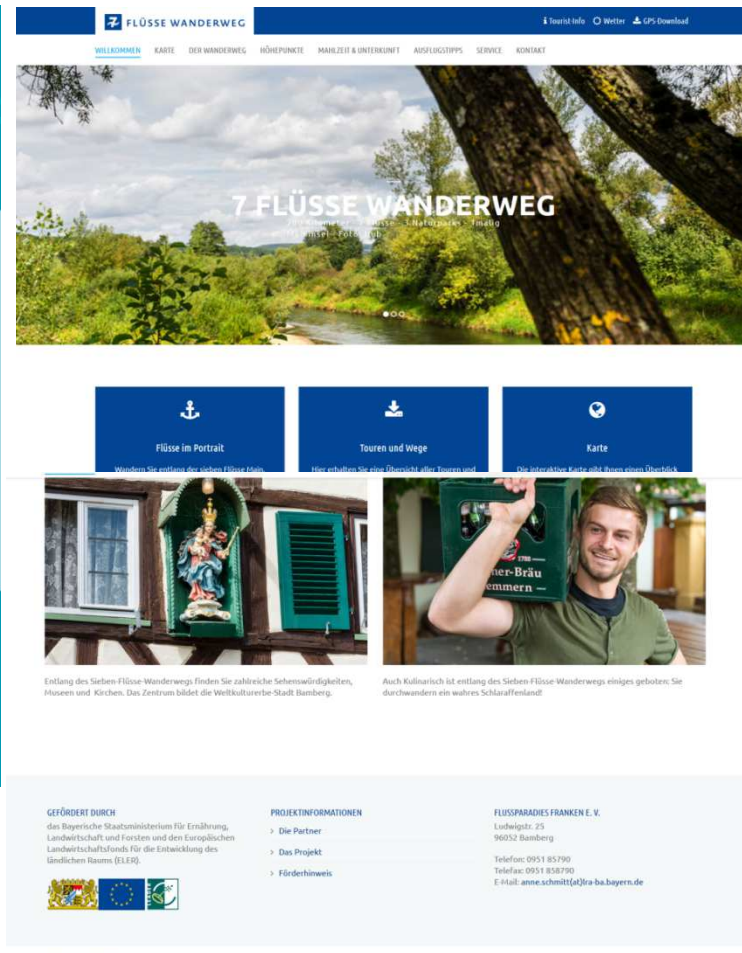 7 FLÜSSE WANDERWEG
Tourist-Info Wetter GPS-Download
WILLKOMMEN KARTE DER WANDERWEG HÖHEPUNKTE MAHLZEIT & UNTERKUNFT AUSFLUGSTIPPS SERVICE KONTAKT
7 FLÜSSE WANDERWEG
Naturparks - 1malig
Flüsse im Portrait
Wandern Sie entlang der sieben Flüsse Main,
Touren und Wege
Hier erhalten Sie eine Übersicht aller Touren und
Karte
Die interaktive Karte gibt Ihnen einen Überblick
1788
ner-Bräu
emmern
Entlang des Sieben-Flüsse-Wanderwegs finden Sie zahlreiche Sehenswürdigkeiten,
Museen und Kirchen. Das Zentrum bildet die Weltkulturerbe-Stadt Bamberg.
Auch Kulinarisch ist entlang des Sieben-Flüsse-Wanderwegs einiges geboten: Sie
durchwandern ein wahres Schlaraffenland!
GEFÖRDERT DURCH
das Bayerische Staatsministerium für Ernährung,
Landwirtschaft und Forsten und den Europäischen
Landwirtschaftsfonds für die Entwicklung des
ländlichen Raums (ELER).
PROJEKTINFORMATIONEN
> Die Partner
> Das Projekt
> Förderhinweis
FLUSSPARADIES FRANKEN E. V.
Ludwigstr. 25
96052 Bamberg
Telefon: 0951 85790
Telefax: 0951 858790
E-Mail: anne.schmitt(at)lra-ba.bayern.de